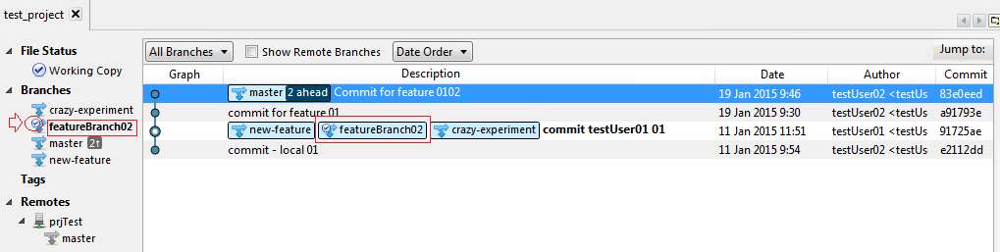 test_project
File Status
Working Copy
Branches
crazy-experiment
featureBranch02
master 2↑
new-feature
Tags
Remotes
prjTest
master
All Branches Show Remote Branches Date Order Jump to:
Graph Description Date Author Commit
master 2 ahead Commit for feature 0102 19 Jan 2015 9:46 testUser02 <testUs 83e0eed
commit for feature 01 19 Jan 2015 9:30 testUser02 <testUs a91793e
new-feature featureBranch02 crazy-experiment commit testUser01 01 11 Jan 2015 11:51 testUser01 <testUs 91725ae
commit - local 01 11 Jan 2015 9:54 testUser02 <testUs e2112dd